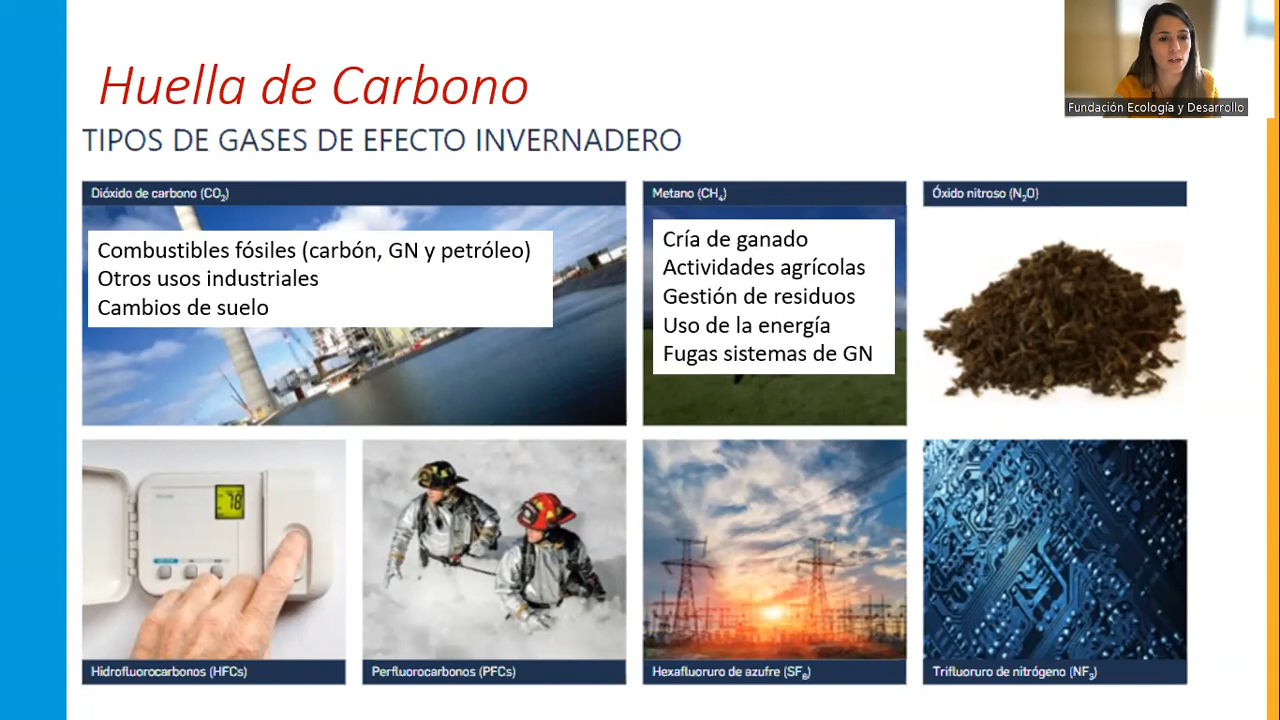 Huella de Carbono
TIPOS DE GASES DE EFECTO INVERNADERO
Fundación Ecología y Desarrollo
Dióxido de carbono (CO₂)
Combustibles fósiles (carbón, GN y petróleo)
Otros usos industriales
Cambios de suelo
Metano (CH₄)
Cría de ganado
Actividades agrícolas
Gestión de residuos
Uso de la energía
Fugas sistemas de GN
Óxido nitroso (N₂O)
78
Hidrofluorocarbonos (HFCs)
Perfluorocarbonos (PFCs)
Hexafluoruro de azufre (SF₆)
Trifluoruro de nitrógeno (NF₃)